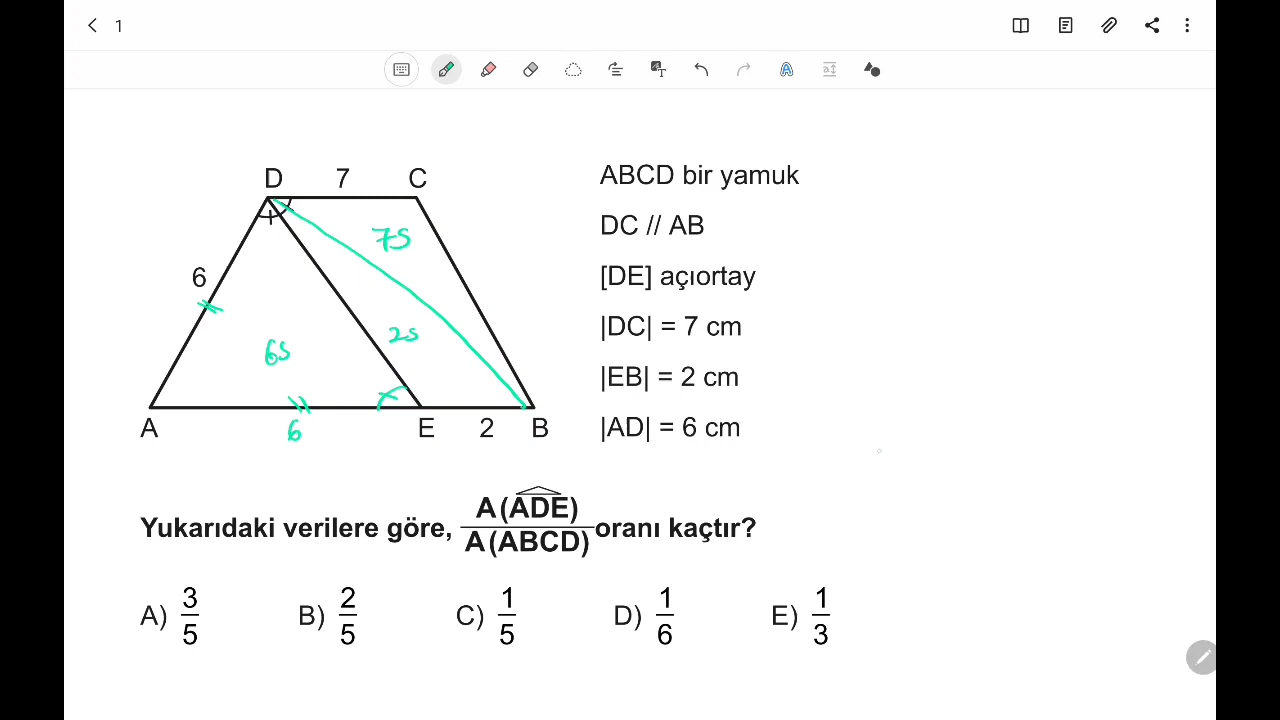 1
D 7 C
ABCD bir yamuk
DC // AB
7S
[DE] açıortay
6
|DC| = 7 cm
2S
6S
|EB| = 2 cm
A E 2 B
6
|AD| = 6 cm
Yukarıdaki verilere göre, A(ADE) / A(ABCD) oranı kaçtır?
A) 3/5 B) 2/5 C) 1/5 D) 1/6 E) 1/3